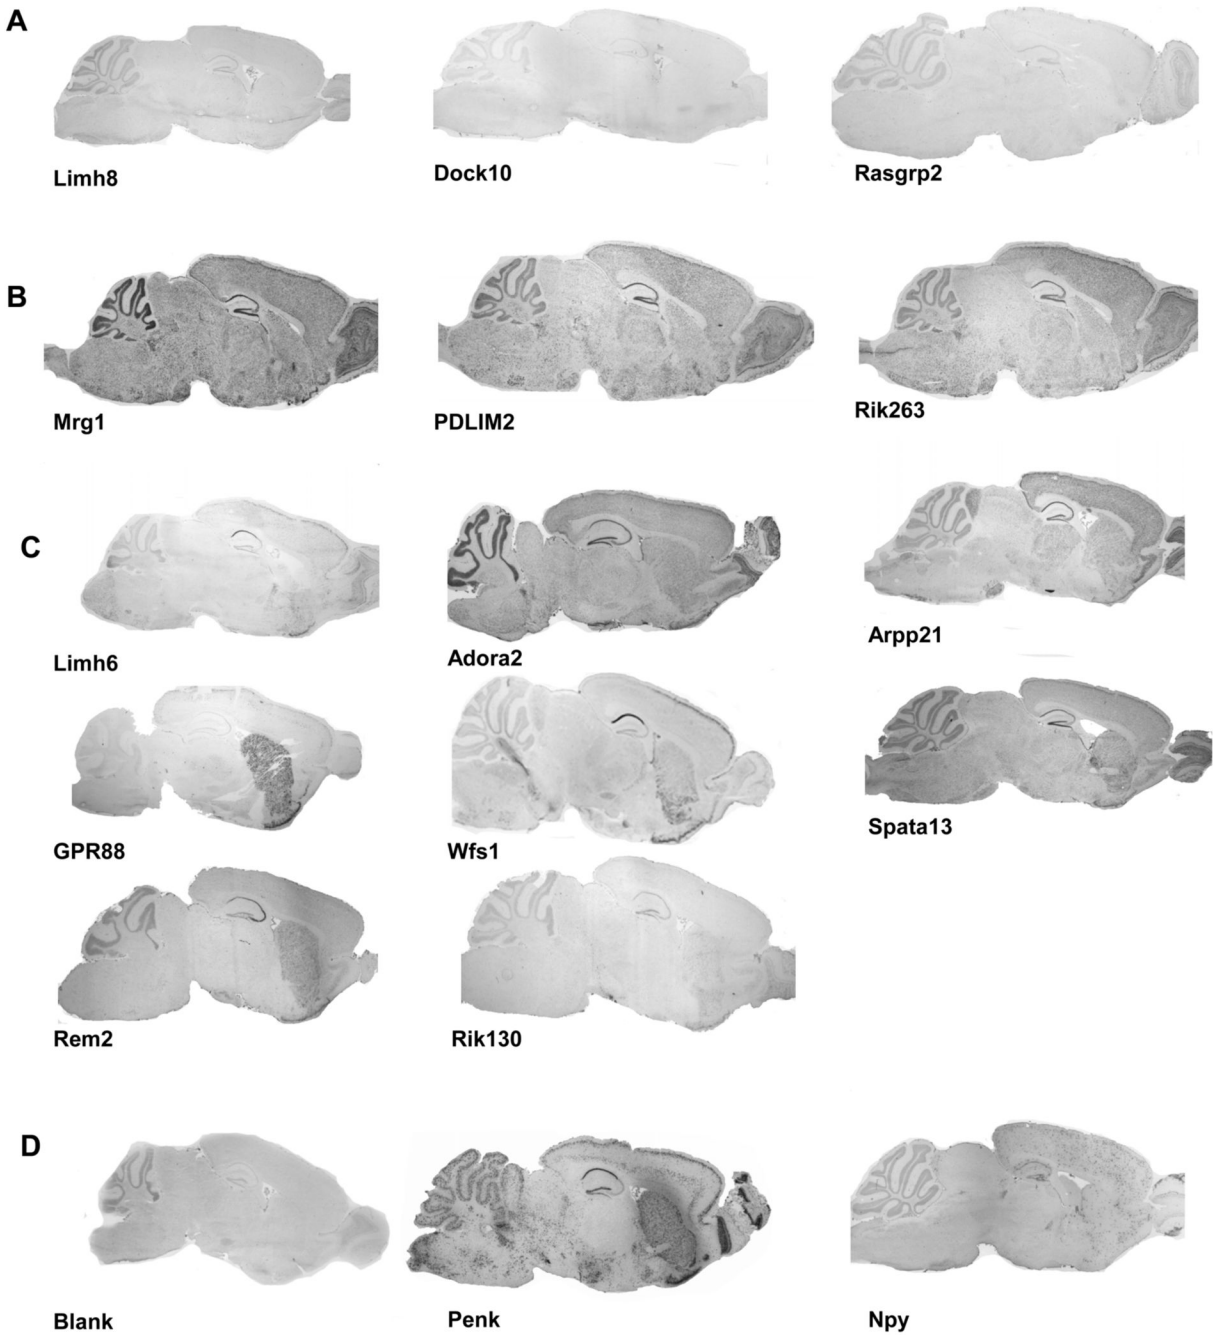 A
Limh8 Dock10 Rasgrp2
B
Mrg1 PDLIM2 Rik263
C
Limh6 Adora2 Arpp21
GPR88 Wfs1 Spata13
Rem2 Rik130
D
Blank Penk Npy